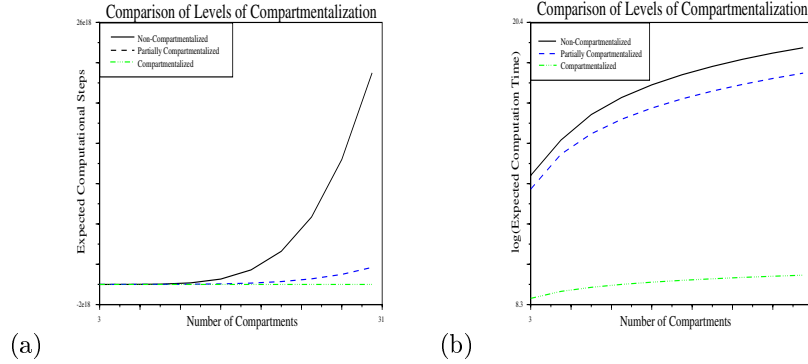 Comparison of Levels of Compartmentalization
26e18
Non-Compartmentalized
Partially Compartmentalized
Compartmentalized
Expected Computational Steps
-2e18
3
31
Number of Compartments
(a)
Comparison of Levels of Compartmentalization
20.4
Non-Compartmentalized
Partially Compartmentalized
Compartmentalized
log(Expected Computation Time)
8.3
3
Number of Compartments
(b)